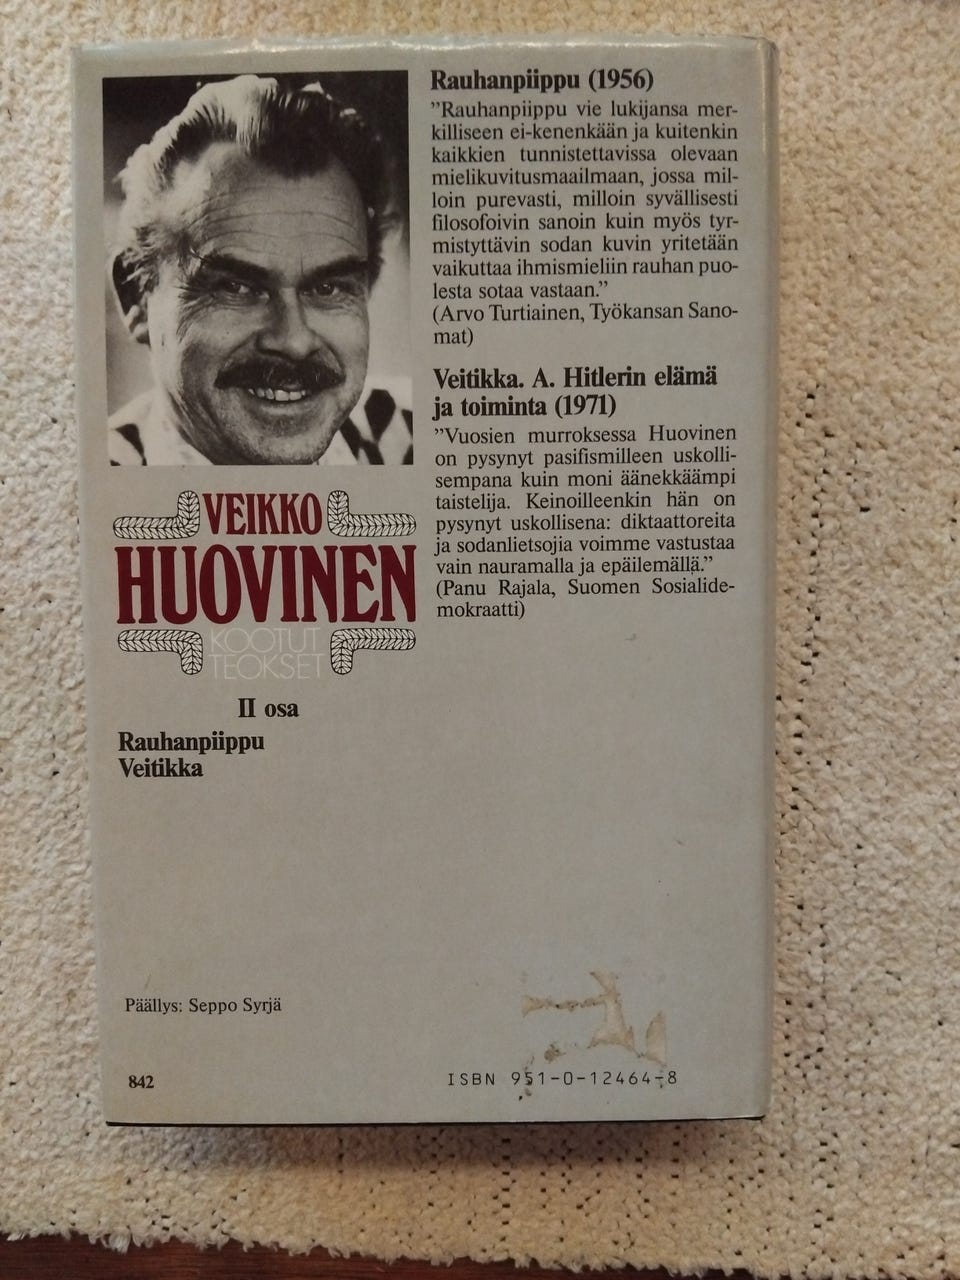 Rauhanpiippu (1956)
”Rauhanpiippu vie lukijansa mer-
killiseen ei-kenenkään ja kuitenkin
kaikkien tunnistettavissa olevaan
mielikuvitusmaailmaan, jossa mil-
loin purevasti, milloin syvällisesti
filosofoivin sanoin kuin myös tyr-
mistyttävin sodan kuvin yritetään
vaikuttaa ihmismieliin rauhan puo-
lesta sotaa vastaan.”
(Arvo Turtiainen, Työkansan Sano-
mat)
Veitikka. A. Hitlerin elämä
ja toiminta (1971)
”Vuosien murroksessa Huovinen
on pysynyt pasifismilleen uskolli-
sempana kuin moni äänekkäämpi
taistelija. Keinoilleenkin hän on
pysynyt uskollisena: diktaattoreita
ja sodanlietsojia voimme vastustaa
vain nauramalla ja epäilemällä.”
(Panu Rajala, Suomen Sosialide-
mokraatti)
VEIKKO
HUOVINEN
KOOTUT
TEOKSET
II osa
Rauhanpiippu
Veitikka
Päällys: Seppo Syrjä
842
ISBN 951-0-12464-8